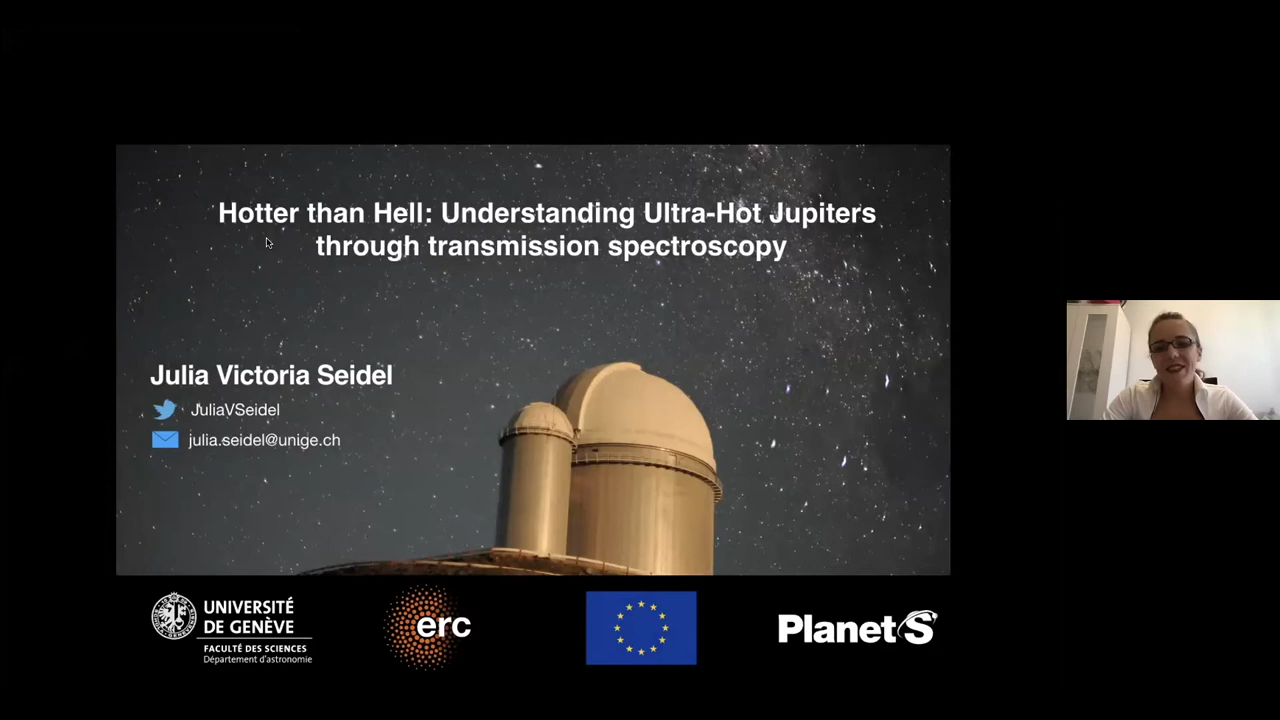 Hotter than Hell: Understanding Ultra-Hot Jupiters
through transmission spectroscopy
Julia Victoria Seidel
JuliaVSeidel
julia.seidel@unige.ch
UNIVERSITÉ
DE GENÈVE
FACULTÉ DES SCIENCES
Département d'astronomie
erc
Planet S